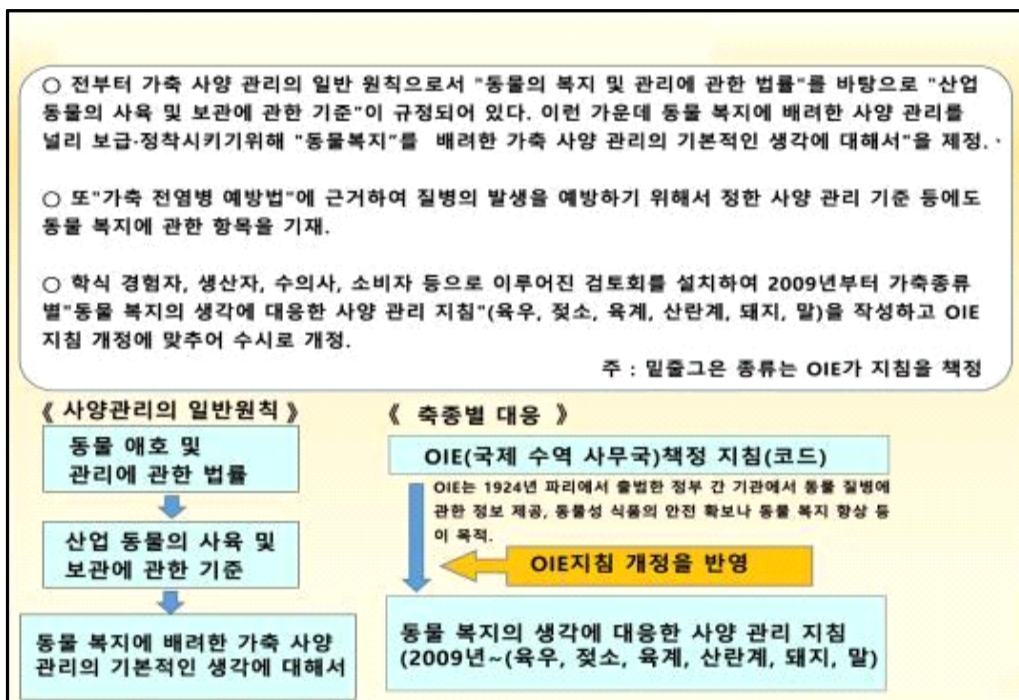 ○ 전부터 가축 사양 관리의 일반 원칙으로서 "동물의 복지 및 관리에 관한 법률"를 바탕으로 "산업
동물의 사육 및 보관에 관한 기준"이 규정되어 있다. 이런 가운데 동물 복지에 배려한 사양 관리를
널리 보급·정착시키기위해 "동물복지"를 배려한 가축 사양 관리의 기본적인 생각에 대해서"을 제정.
○ 또"가축 전염병 예방법"에 근거하여 질병의 발생을 예방하기 위해서 정한 사양 관리 기준 등에도
동물 복지에 관한 항목을 기재.
○ 학식 경험자, 생산자, 수의사, 소비자 등으로 이루어진 검토회를 설치하여 2009년부터 가축종류
별"동물 복지의 생각에 대응한 사양 관리 지침"(육우, 젖소, 육계, 산란계, 돼지, 말)을 작성하고 OIE
지침 개정에 맞추어 수시로 개정.
주 : 밑줄그은 종류는 OIE가 지침을 책정
《 사양관리의 일반원칙 》
동물 애호 및
관리에 관한 법률
산업 동물의 사육 및
보관에 관한 기준
동물 복지에 배려한 가축 사양
관리의 기본적인 생각에 대해서
《 축종별 대응 》
OIE(국제 수역 사무국)책정 지침(코드)
OIE는 1924년 파리에서 출범한 정부 간 기관에서 동물 질병에
관한 정보 제공, 동물성 식품의 안전 확보나 동물 복지 향상 등
이 목적.
OIE지침 개정을 반영
동물 복지의 생각에 대응한 사양 관리 지침
(2009년~(육우, 젖소, 육계, 산란계, 돼지, 말)